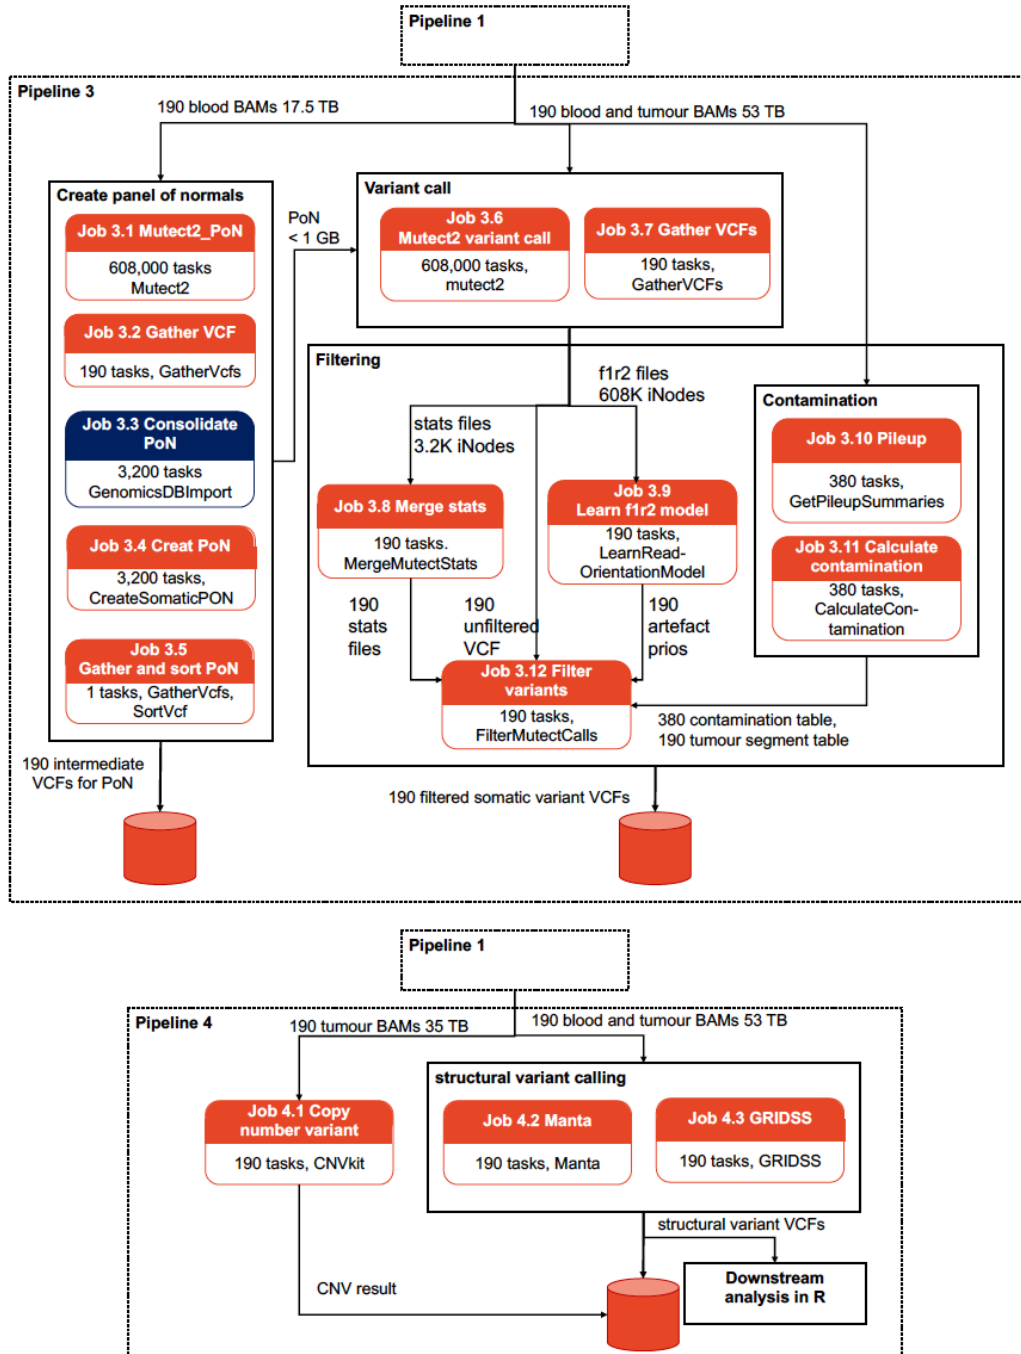 Pipeline 1
Pipeline 3
190 blood BAMs 17.5 TB
190 blood and tumour BAMs 53 TB
Create panel of normals
Job 3.1 Mutect2_PoN
608,000 tasks
Mutect2
Job 3.2 Gather VCF
190 tasks, GatherVcfs
Job 3.3 Consolidate
PoN
3,200 tasks
GenomicsDBImport
Job 3.4 Creat PoN
3,200 tasks,
CreateSomaticPON
Job 3.5
Gather and sort PoN
1 tasks, GatherVcfs,
SortVcf
190 intermediate
VCFs for PoN
PoN
< 1 GB
Variant call
Job 3.6
Mutect2 variant call
608,000 tasks,
mutect2
Job 3.7 Gather VCFs
190 tasks,
GatherVCFs
Filtering
stats files
3.2K iNodes
f1r2 files
608K iNodes
Job 3.8 Merge stats
190 tasks.
MergeMutectStats
Job 3.9
Learn f1r2 model
190 tasks,
LearnRead-
OrientationModel
190
stats
files
190
unfiltered
VCF
190
artefact
prios
Contamination
Job 3.10 Pileup
380 tasks,
GetPileupSummaries
Job 3.11 Calculate
contamination
380 tasks,
CalculateCon-
tamination
Job 3.12 Filter
variants
190 tasks,
FilterMutectCalls
380 contamination table,
190 tumour segment table
190 filtered somatic variant VCFs
Pipeline 1
Pipeline 4
190 tumour BAMs 35 TB
190 blood and tumour BAMs 53 TB
Job 4.1 Copy
number variant
190 tasks, CNVkit
structural variant calling
Job 4.2 Manta
190 tasks, Manta
Job 4.3 GRIDSS
190 tasks, GRIDSS
structural variant VCFs
CNV result
Downstream
analysis in R